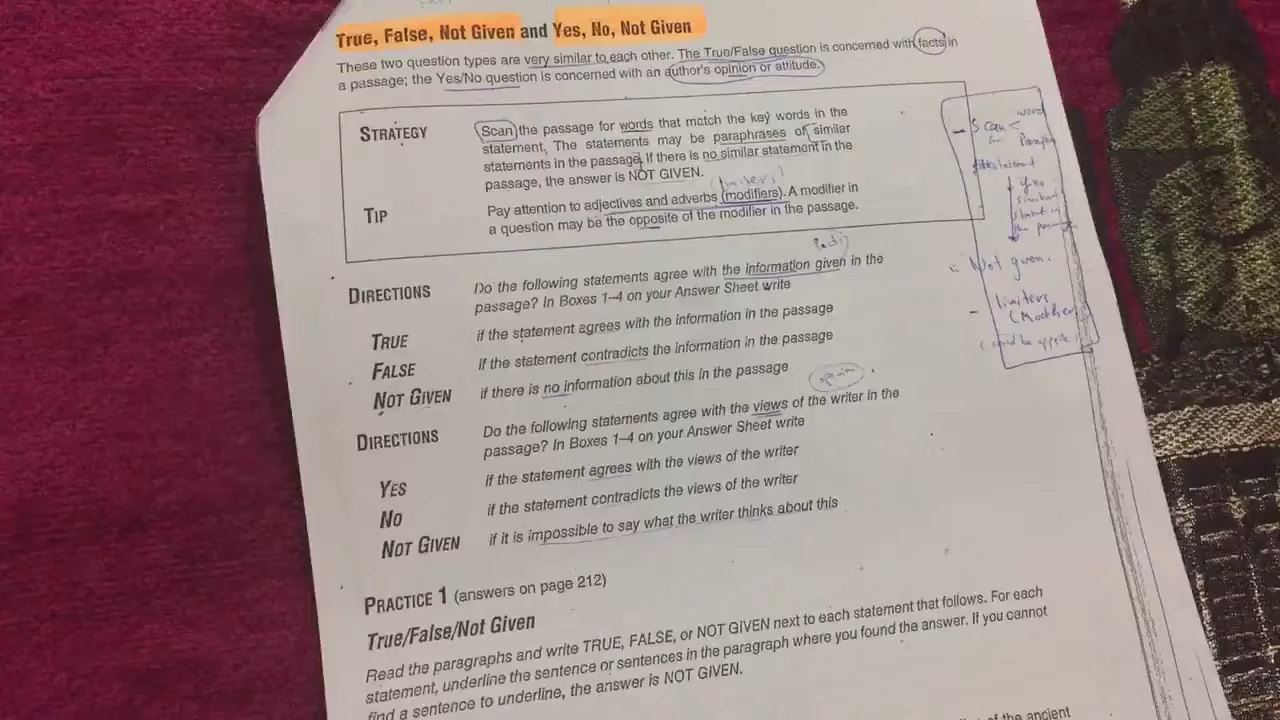 True, False, Not Given and Yes, No, Not Given
These two question types are very similar to each other. The True/False question is concerned with facts in
a passage; the Yes/No question is concerned with an author's opinion or attitude.
STRATEGY
Scan the passage for words that match the key words in the
statement. The statements may be paraphrases of similar
statements in the passage. If there is no similar statement in the
passage, the answer is NOT GIVEN.
(limiters)
TIP
Pay attention to adjectives and adverbs (modifiers). A modifier in
a question may be the opposite of the modifier in the passage.
DIRECTIONS
Do the following statements agree with the information given in the
passage? In Boxes 1–4 on your Answer Sheet write
TRUE
if the statement agrees with the information in the passage
FALSE
if the statement contradicts the information in the passage
NOT GIVEN
if there is no information about this in the passage
opinion
DIRECTIONS
Do the following statements agree with the views of the writer in the
passage? In Boxes 1–4 on your Answer Sheet write
YES
if the statement agrees with the views of the writer
NO
if the statement contradicts the views of the writer
NOT GIVEN
if it is impossible to say what the writer thinks about this
PRACTICE 1 (answers on page 212)
True/False/Not Given
Read the paragraphs and write TRUE, FALSE, or NOT GIVEN next to each statement that follows. For each
statement, underline the sentence or sentences in the paragraph where you found the answer. If you cannot
find a sentence to underline, the answer is NOT GIVEN.
of the ancient
- Scan < word
if no
- Not given.
- limiters